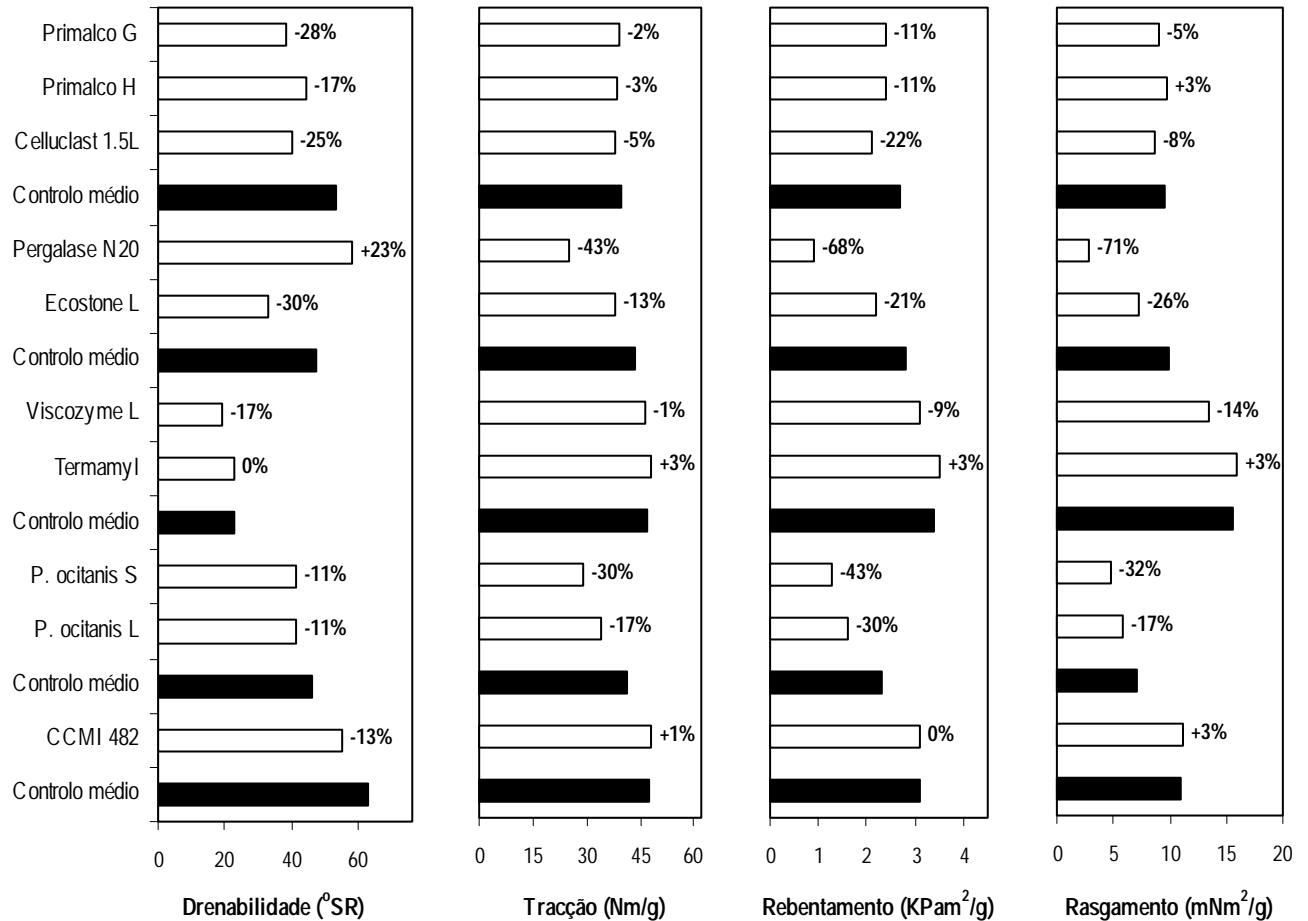 Primalco G -28% -2% -11% -5%
Primalco H -17% -3% -11% +3%
Celluclast 1.5L -25% -5% -22% -8%
Controlo médio
Pergalase N20 +23% -43% -68% -71%
Ecostone L -30% -13% -21% -26%
Controlo médio
Viscozyme L -17% -1% -9% -14%
Termamyl 0% +3% +3% +3%
Controlo médio
P. ocitanis S -11% -30% -43% -32%
P. ocitanis L -11% -17% -30% -17%
Controlo médio
CCMI 482 -13% +1% 0% +3%
Controlo médio
0 20 40 60 0 15 30 45 60 0 1 2 3 4 0 5 10 15 20
Drenabilidade (ºSR) Tracção (Nm/g) Rebentamento (KPam²/g) Rasgamento (mNm²/g)